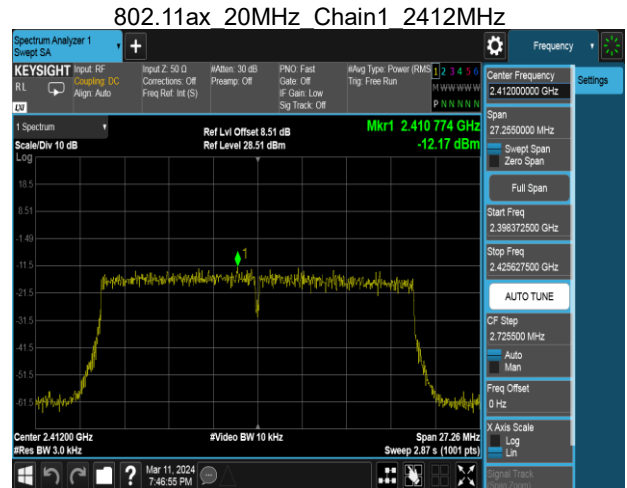 802.11ax_20MHz_Chain1_2412MHz
Spectrum Analyzer 1
Swept SA
Frequency
KEYSIGHT
R L
LXI
Input: RF
Coupling: DC
Align: Auto
Input Z: 50 Ω
Corrections: Off
Freq Ref: Int (S)
#Atten: 30 dB
Preamp: Off
PNO: Fast
Gate: Off
IF Gain: Low
Sig Track: Off
#Avg Type: Power (RMS
Trig: Free Run
1 2 3 4 5 6
M W W W W W
P N N N N N
1 Spectrum
Scale/Div 10 dB
Log
Ref Lvl Offset 8.51 dB
Ref Level 28.51 dBm
Mkr1 2.410 774 GHz
-12.17 dBm
18.5
8.51
-1.49
-11.5
-21.5
-31.5
-41.5
-51.5
-61.5
1
Center 2.41200 GHz
#Res BW 3.0 kHz
#Video BW 10 kHz
Span 27.26 MHz
Sweep 2.87 s (1001 pts)
Mar 11, 2024
7:46:55 PM
Center Frequency
2.412000000 GHz
Settings
Span
27.2550000 MHz
Swept Span
Zero Span
Full Span
Start Freq
2.398372500 GHz
Stop Freq
2.425627500 GHz
AUTO TUNE
CF Step
2.725500 MHz
Auto
Man
Freq Offset
0 Hz
X Axis Scale
Log
Lin
Signal Track
(Span Zoom)